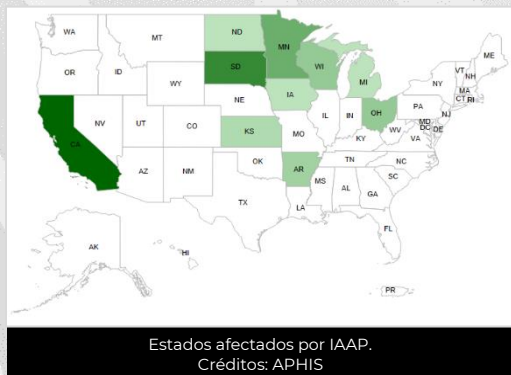 WA
MT
ND
MN
ME
OR
ID
SD
WI
MI
VT
NH
NY
MA
CT
RI
WY
IA
NE
PA
NJ
NV
UT
CO
IL
IN
OH
MD
DC
DE
CA
KS
MO
WV
VA
KY
AZ
NM
OK
AR
TN
NC
SC
MS
AL
GA
TX
LA
FL
AK
HI
PR
Estados afectados por IAAP.
Créditos: APHIS